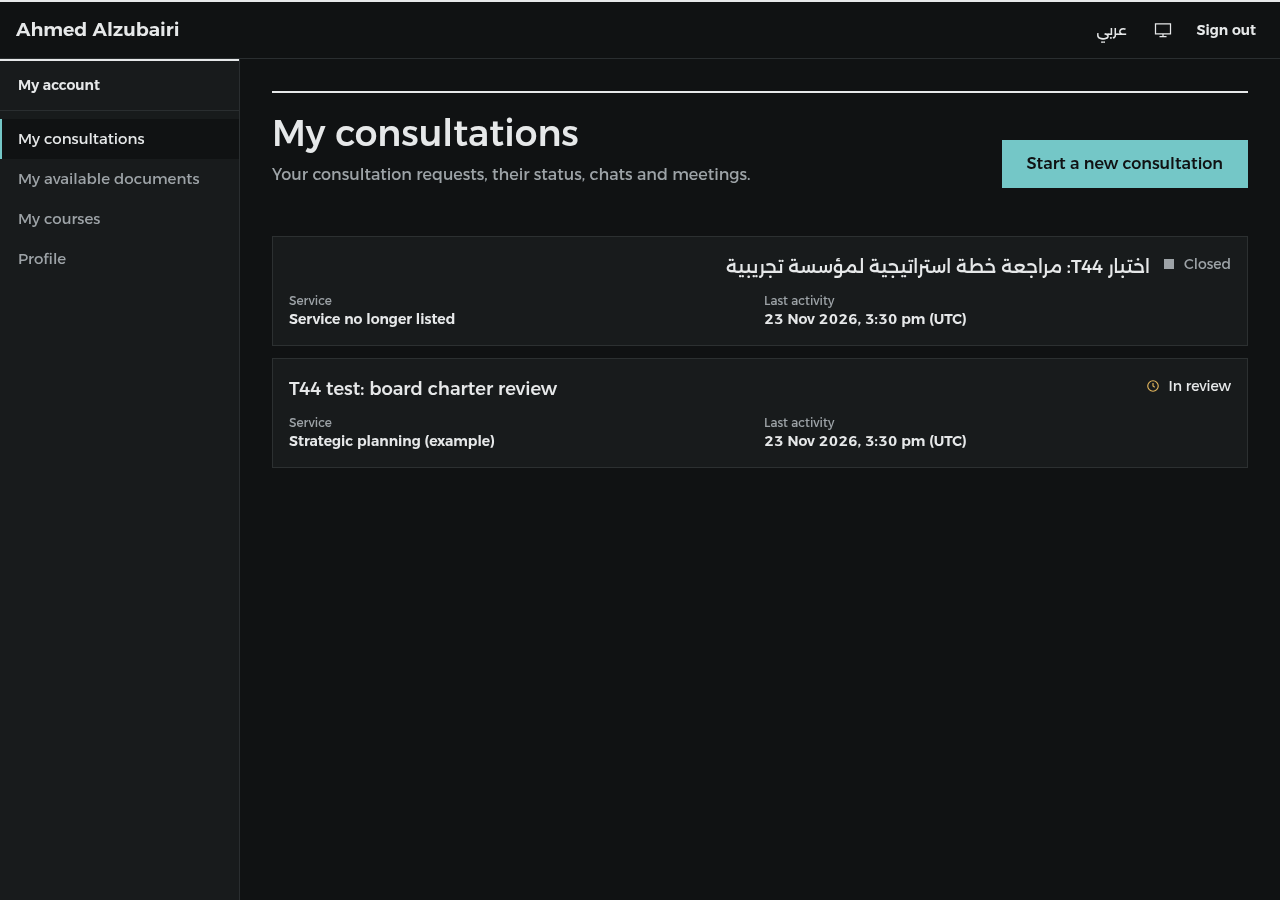 Ahmed Alzubairi
عربي
Sign out
My account
My consultations
My available documents
My courses
Profile
My consultations
Your consultation requests, their status, chats and meetings.
Start a new consultation
اختبار T44: مراجعة خطة استراتيجية لمؤسسة تجريبية
Closed
Service
Service no longer listed
Last activity
23 Nov 2026, 3:30 pm (UTC)
T44 test: board charter review
In review
Service
Strategic planning (example)
Last activity
23 Nov 2026, 3:30 pm (UTC)